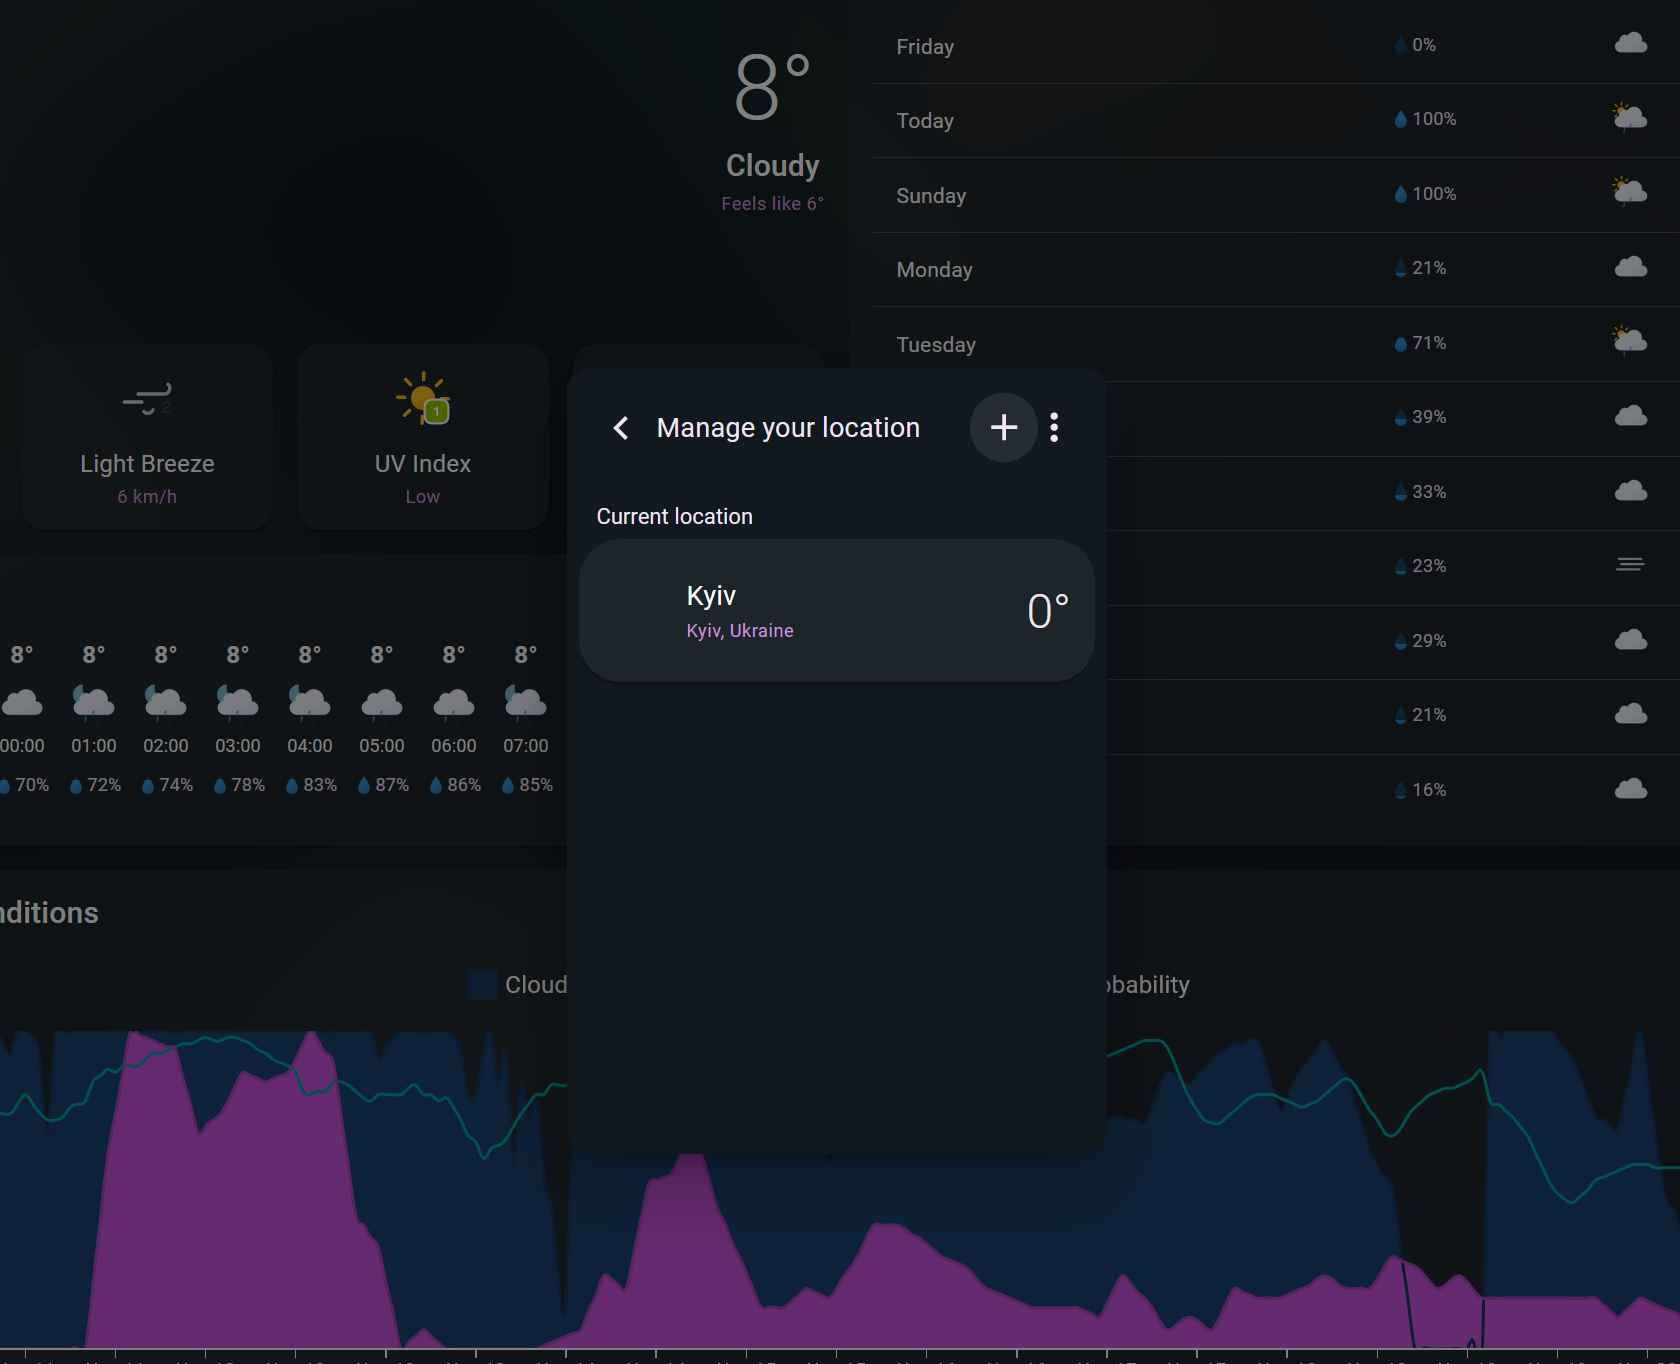 8°
Cloudy
Feels like 6°
Friday 0%
Today 100%
Sunday 100%
Monday 21%
Tuesday 71%
39%
33%
23%
29%
21%
16%
2
Light Breeze
6 km/h
1
UV Index
Low
Manage your location
Current location
Kyiv
Kyiv, Ukraine
0°
8° 8° 8° 8° 8° 8° 8° 8°
00:00 01:00 02:00 03:00 04:00 05:00 06:00 07:00
70% 72% 74% 78% 83% 87% 86% 85%
nditions
Cloud
bability